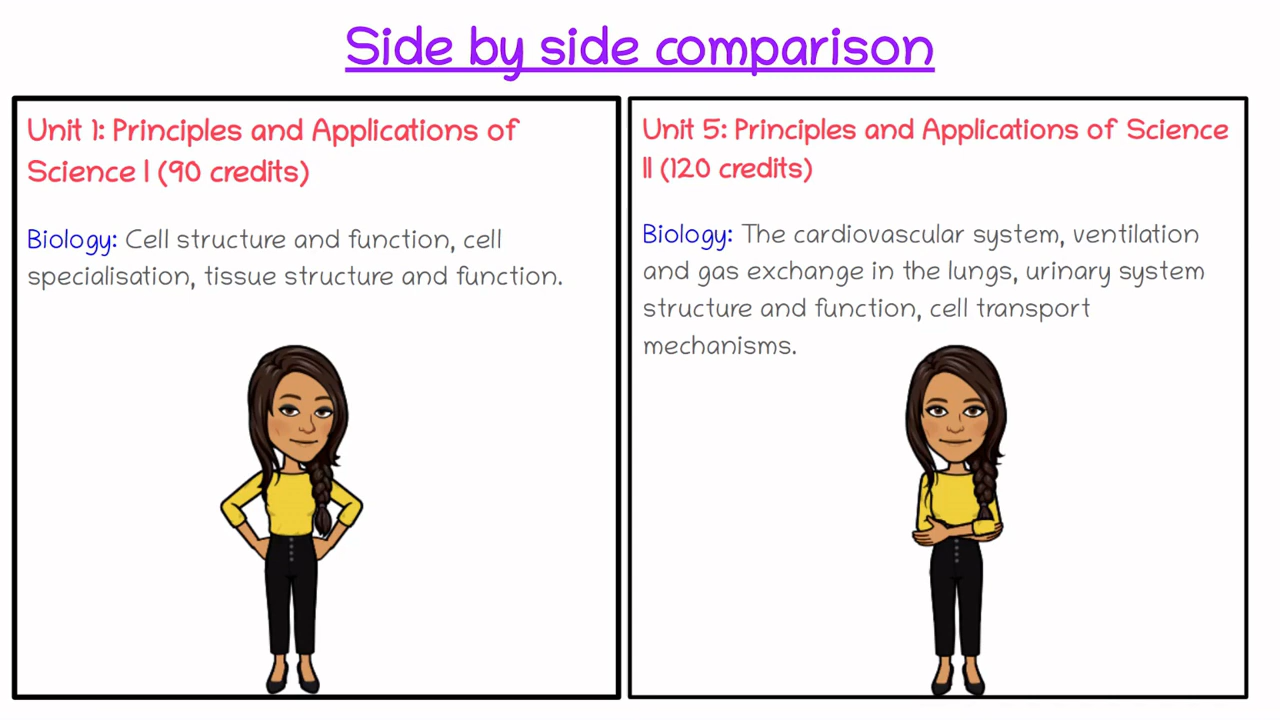 Side by side comparison
Unit 1: Principles and Applications of
Science I (90 credits)
Biology: Cell structure and function, cell
specialisation, tissue structure and function.
Unit 5: Principles and Applications of Science
II (120 credits)
Biology: The cardiovascular system, ventilation
and gas exchange in the lungs, urinary system
structure and function, cell transport
mechanisms.